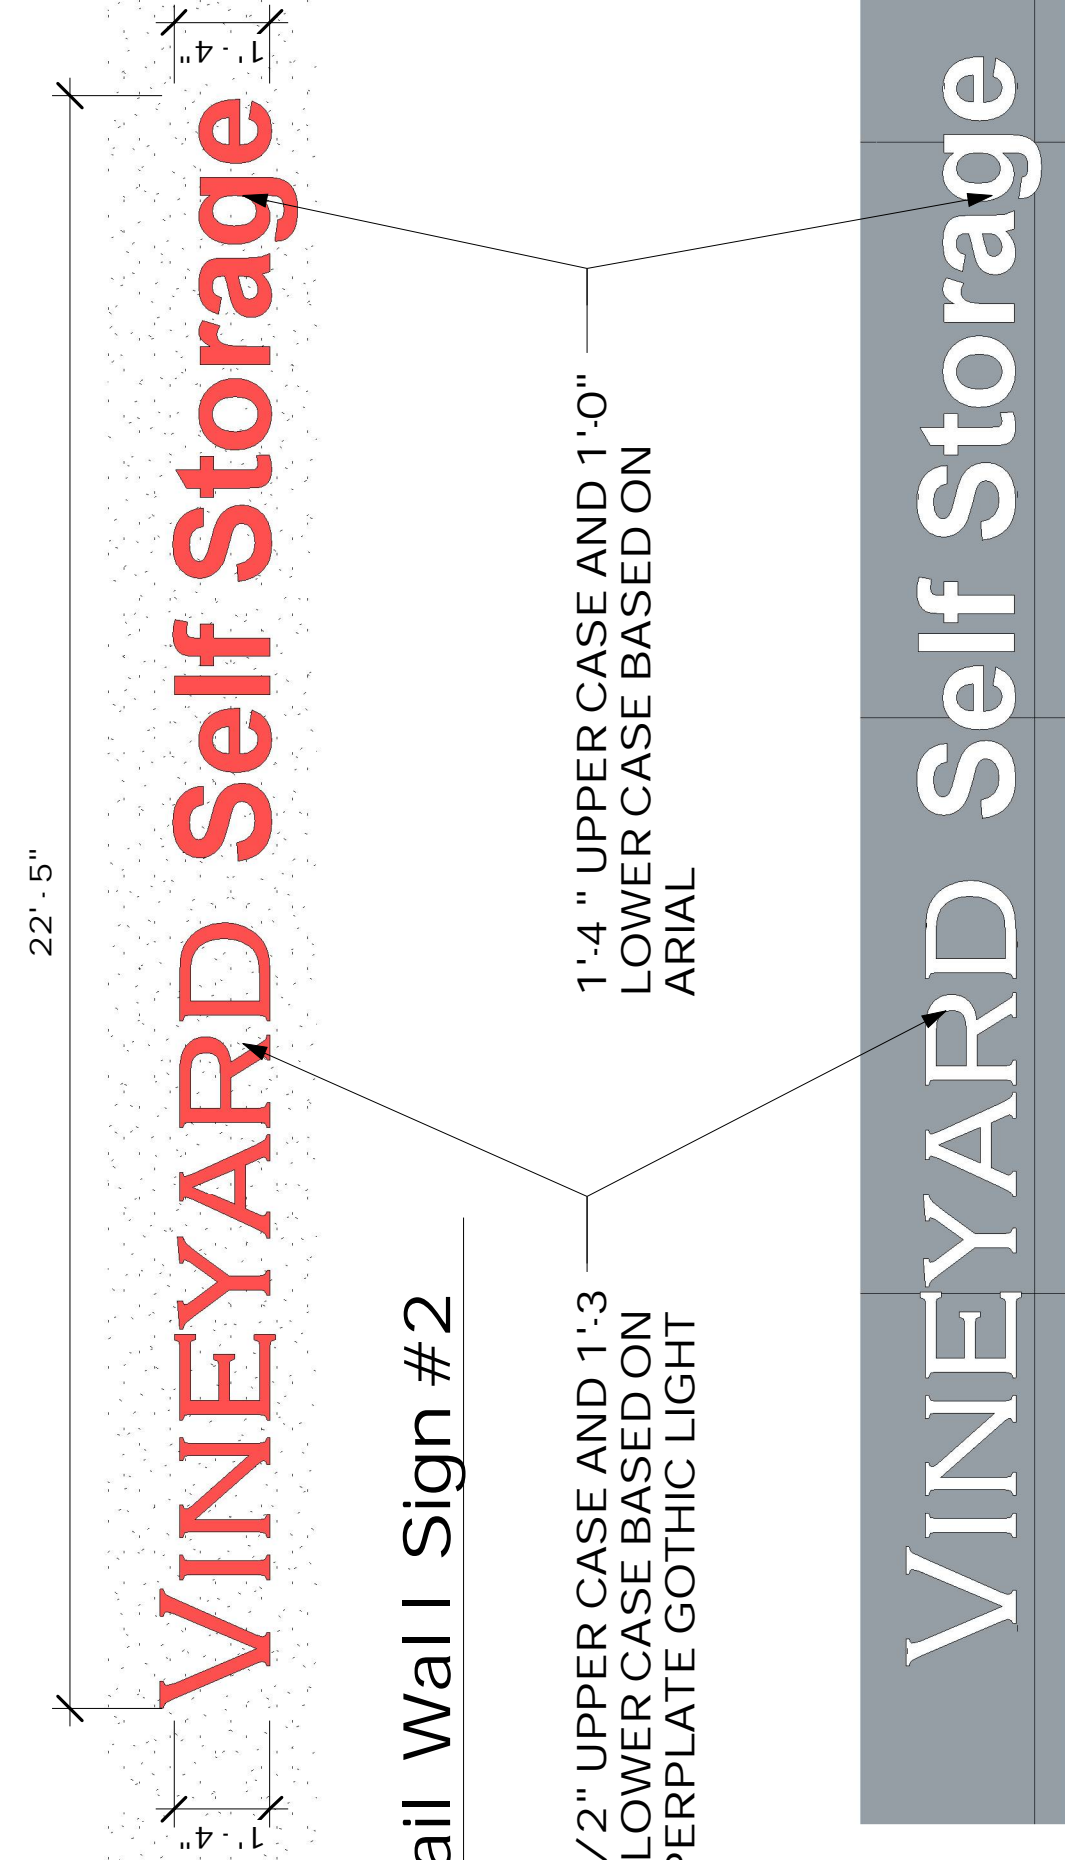 22' - 5"
1' - 4"
VINEYARD Self Storage
1' - 4"
ail Wall Sign #2
/2" UPPER CASE AND 1'-3
LOWER CASE BASED ON
PERPLATE GOTHIC LIGHT
1'-4 " UPPER CASE AND 1'-0"
LOWER CASE BASED ON
ARIAL
VINEYARD Self Storage